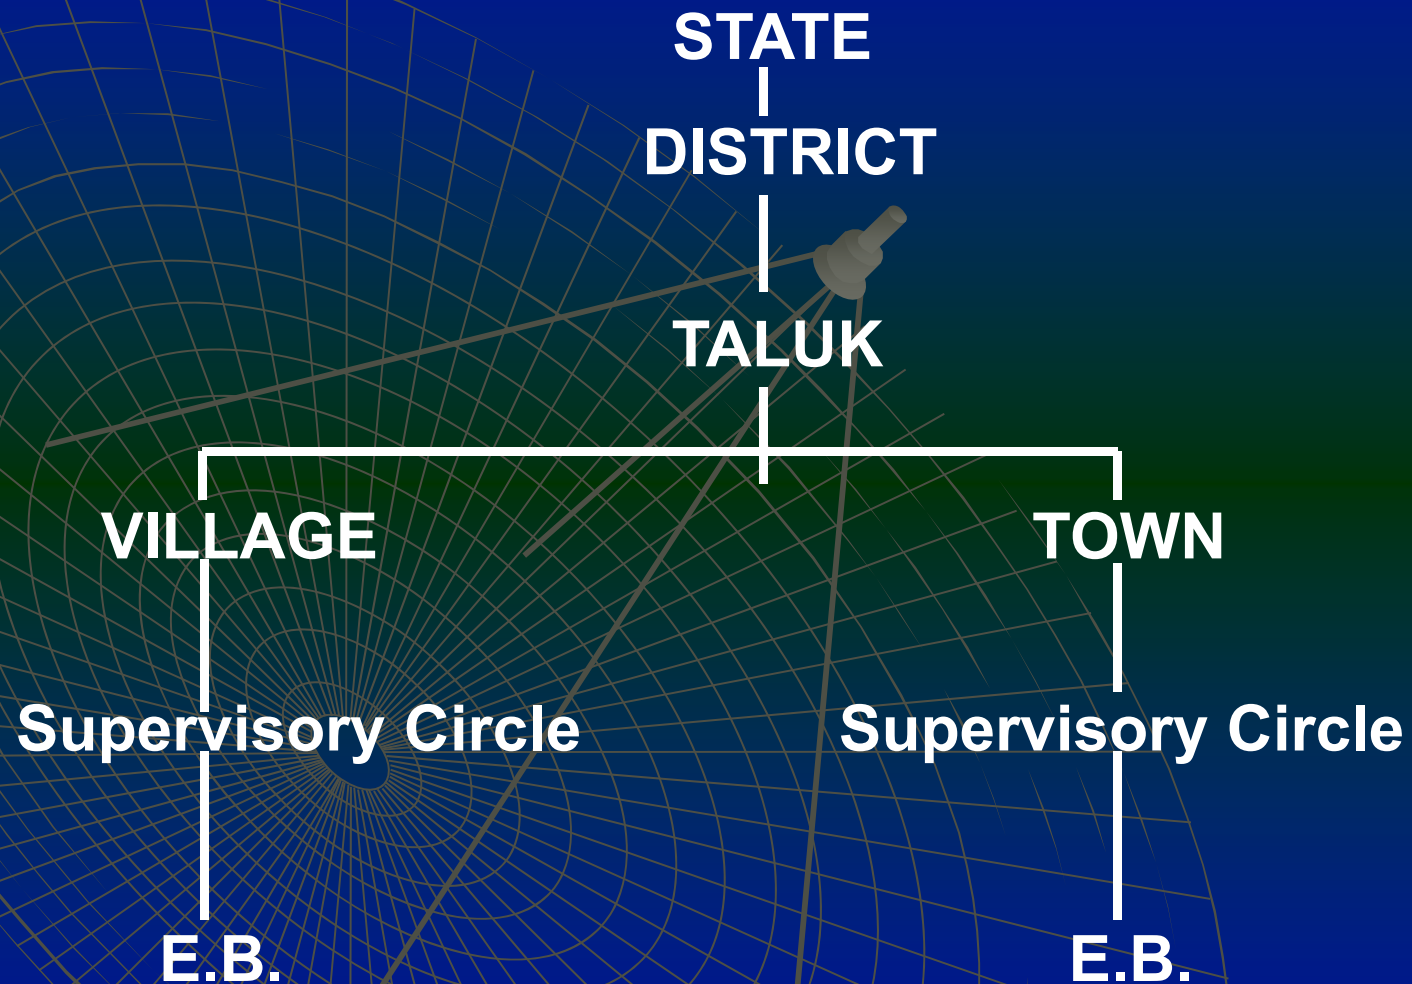 STATE
DISTRICT
TALUK
VILLAGE TOWN
Supervisory Circle Supervisory Circle
E.B. E.B.